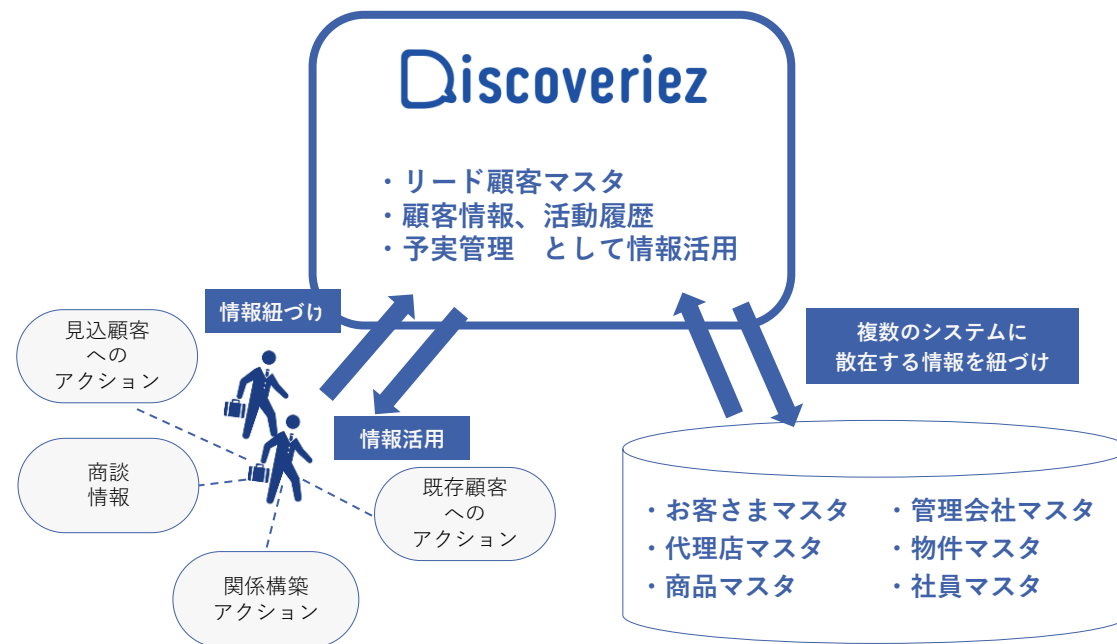 Discoveriez
・リード顧客マスタ
・顧客情報、活動履歴
・予実管理　として情報活用
情報紐づけ
見込顧客
への
アクション
複数のシステムに
散在する情報を紐づけ
情報活用
商談
情報
既存顧客
への
アクション
関係構築
アクション
・お客さまマスタ
・代理店マスタ
・商品マスタ
・管理会社マスタ
・物件マスタ
・社員マスタ